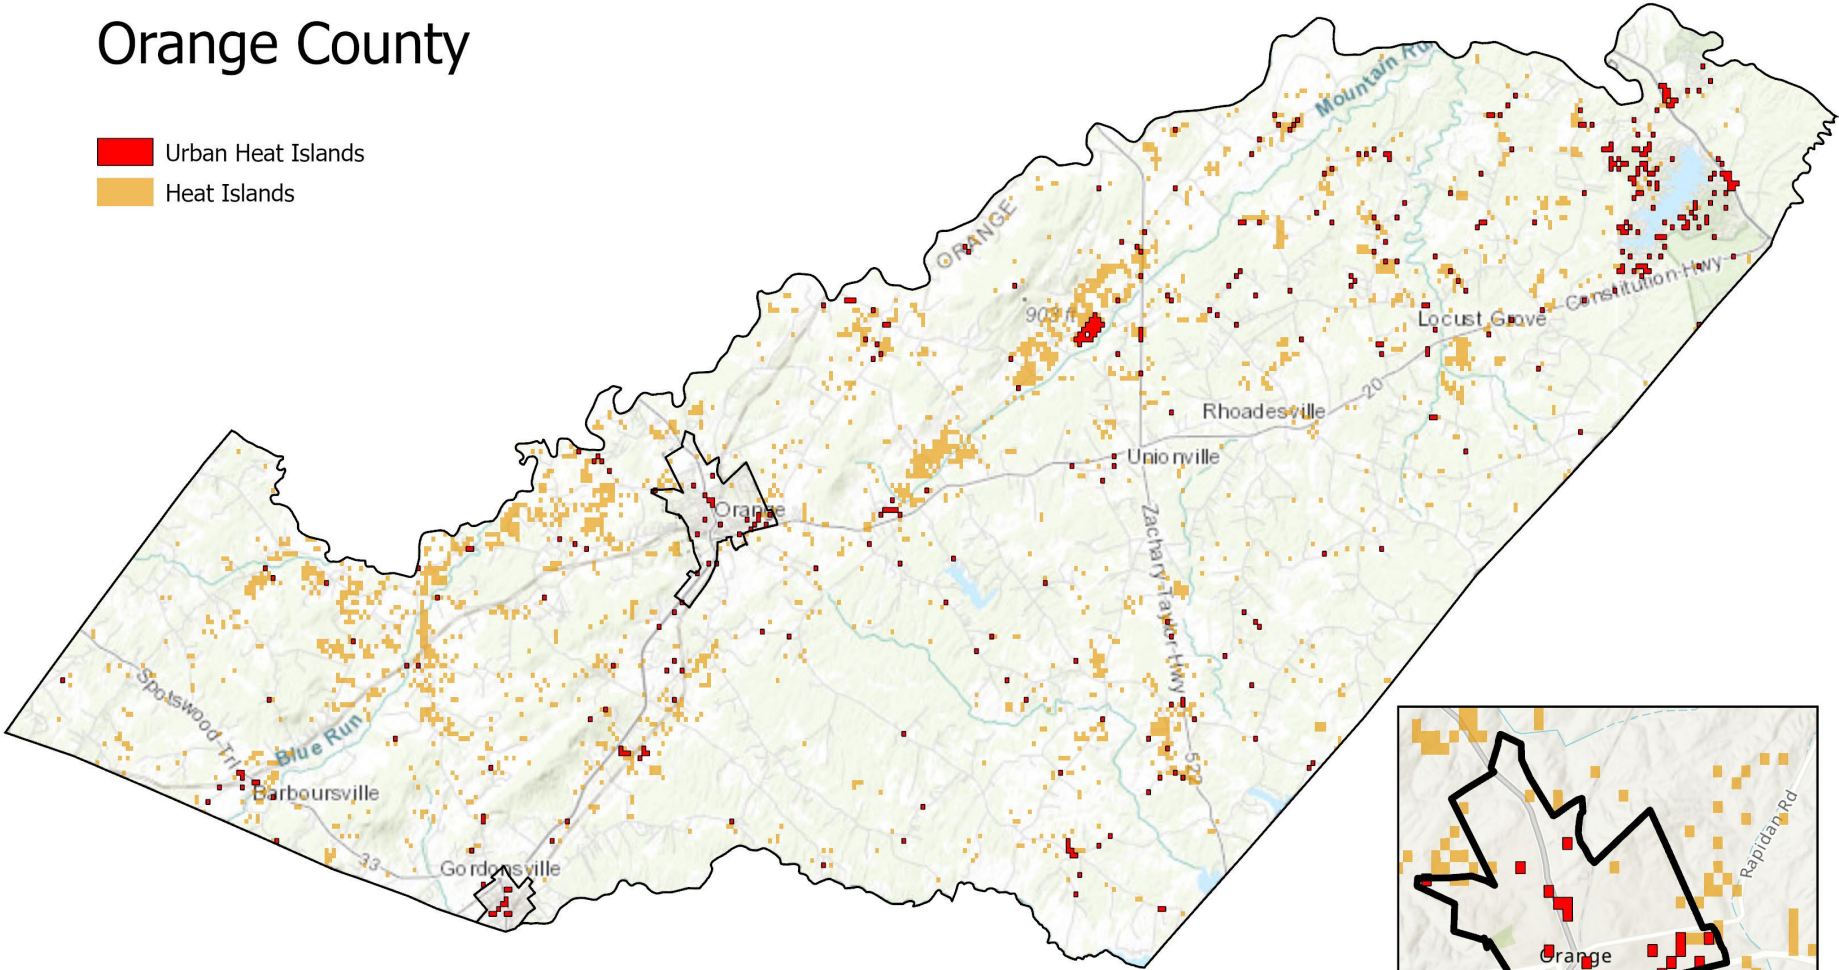 Orange County
Urban Heat Islands
Heat Islands
Mountain Ru
ORANGE
903 ft
Constitution Hwy
Locust Grove
20
Rhoadesville
Unionville
Orange
Zachary Taylor Hwy
522
Spotswood Trl
Blue Run
Barboursville
33
Gordonsville
Rapidan Rd
Orange